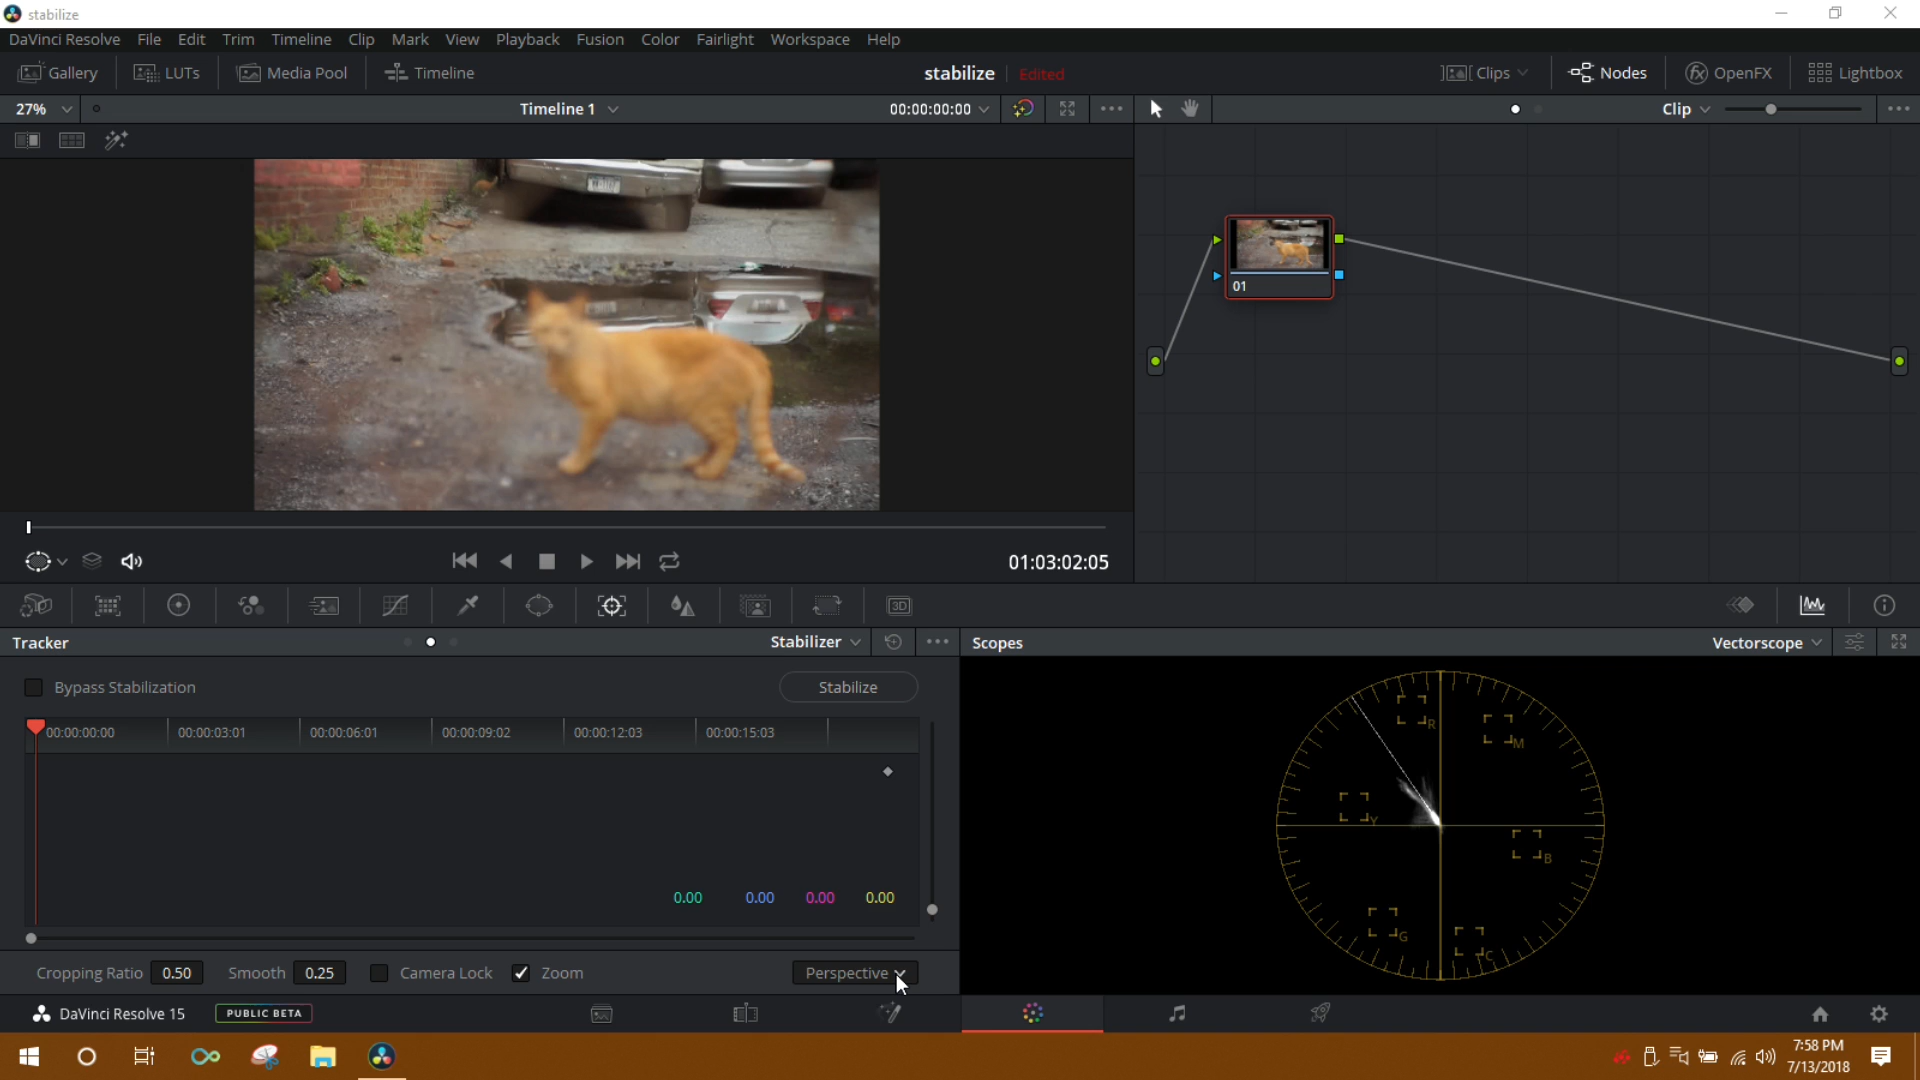 stabilize
DaVinci Resolve File Edit Trim Timeline Clip Mark View Playback Fusion Color Fairlight Workspace Help
Gallery LUTs Media Pool Timeline stabilize Edited Clips Nodes OpenFX Lightbox
27% Timeline 1 00:00:00:00 Clip
01
01:03:02:05
3D
Tracker Stabilizer Scopes Vectorscope
Bypass Stabilization Stabilize
00:00:00:00 00:00:03:01 00:00:06:01 00:00:09:02 00:00:12:03 00:00:15:03
R
M
Y
B
0.00 0.00 0.00 0.00
G
C
Cropping Ratio 0.50 Smooth 0.25 Camera Lock Zoom Perspective
DaVinci Resolve 15 PUBLIC BETA
7:58 PM
7/13/2018